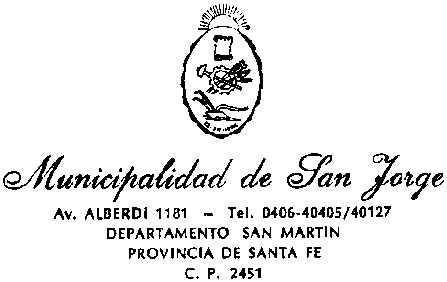 Municipalidad de San Jorge
Av. ALBERDI 1181 – Tel. 0406-40405/40127
DEPARTAMENTO SAN MARTIN
PROVINCIA DE SANTA FE
C. P. 2451